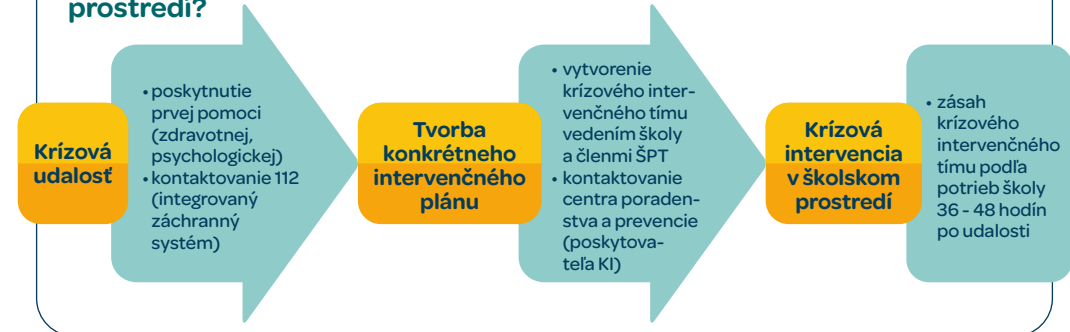 prostredí?
Krízová
udalosť
• poskytnutie
prvej pomoci
(zdravotnej,
psychologickej)
• kontaktovanie 112
(integrovaný
záchranný
systém)
Tvorba
konkrétneho
intervenčného
plánu
• vytvorenie
krízového inter-
venčného tímu
vedením školy
a členmi ŠPT
• kontaktovanie
centra poraden-
stva a prevencie
(poskytova-
teľa KI)
Krízová
intervencia
v školskom
prostredí
• zásah
krízového
intervenčného
tímu podľa
potrieb školy
36 - 48 hodín
po udalosti